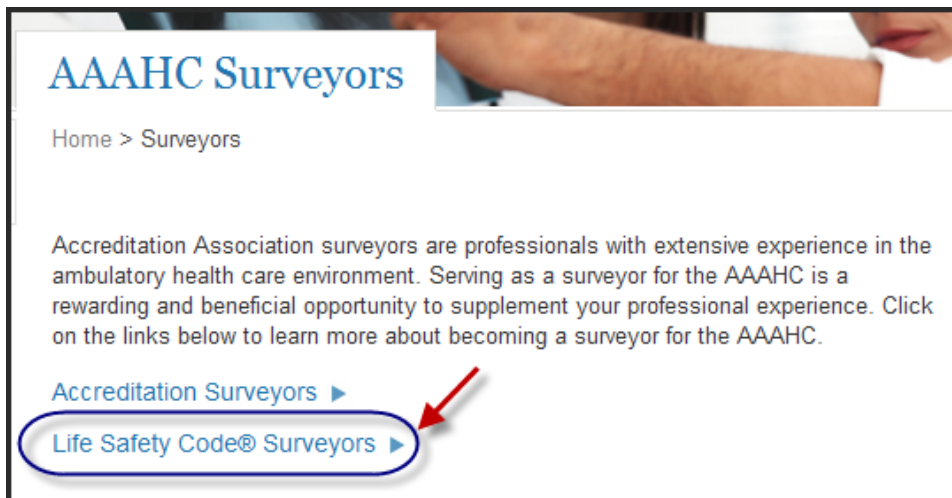 AAAHC Surveyors
Home > Surveyors
Accreditation Association surveyors are professionals with extensive experience in the
ambulatory health care environment. Serving as a surveyor for the AAAHC is a
rewarding and beneficial opportunity to supplement your professional experience. Click
on the links below to learn more about becoming a surveyor for the AAAHC.
Accreditation Surveyors
Life Safety Code® Surveyors